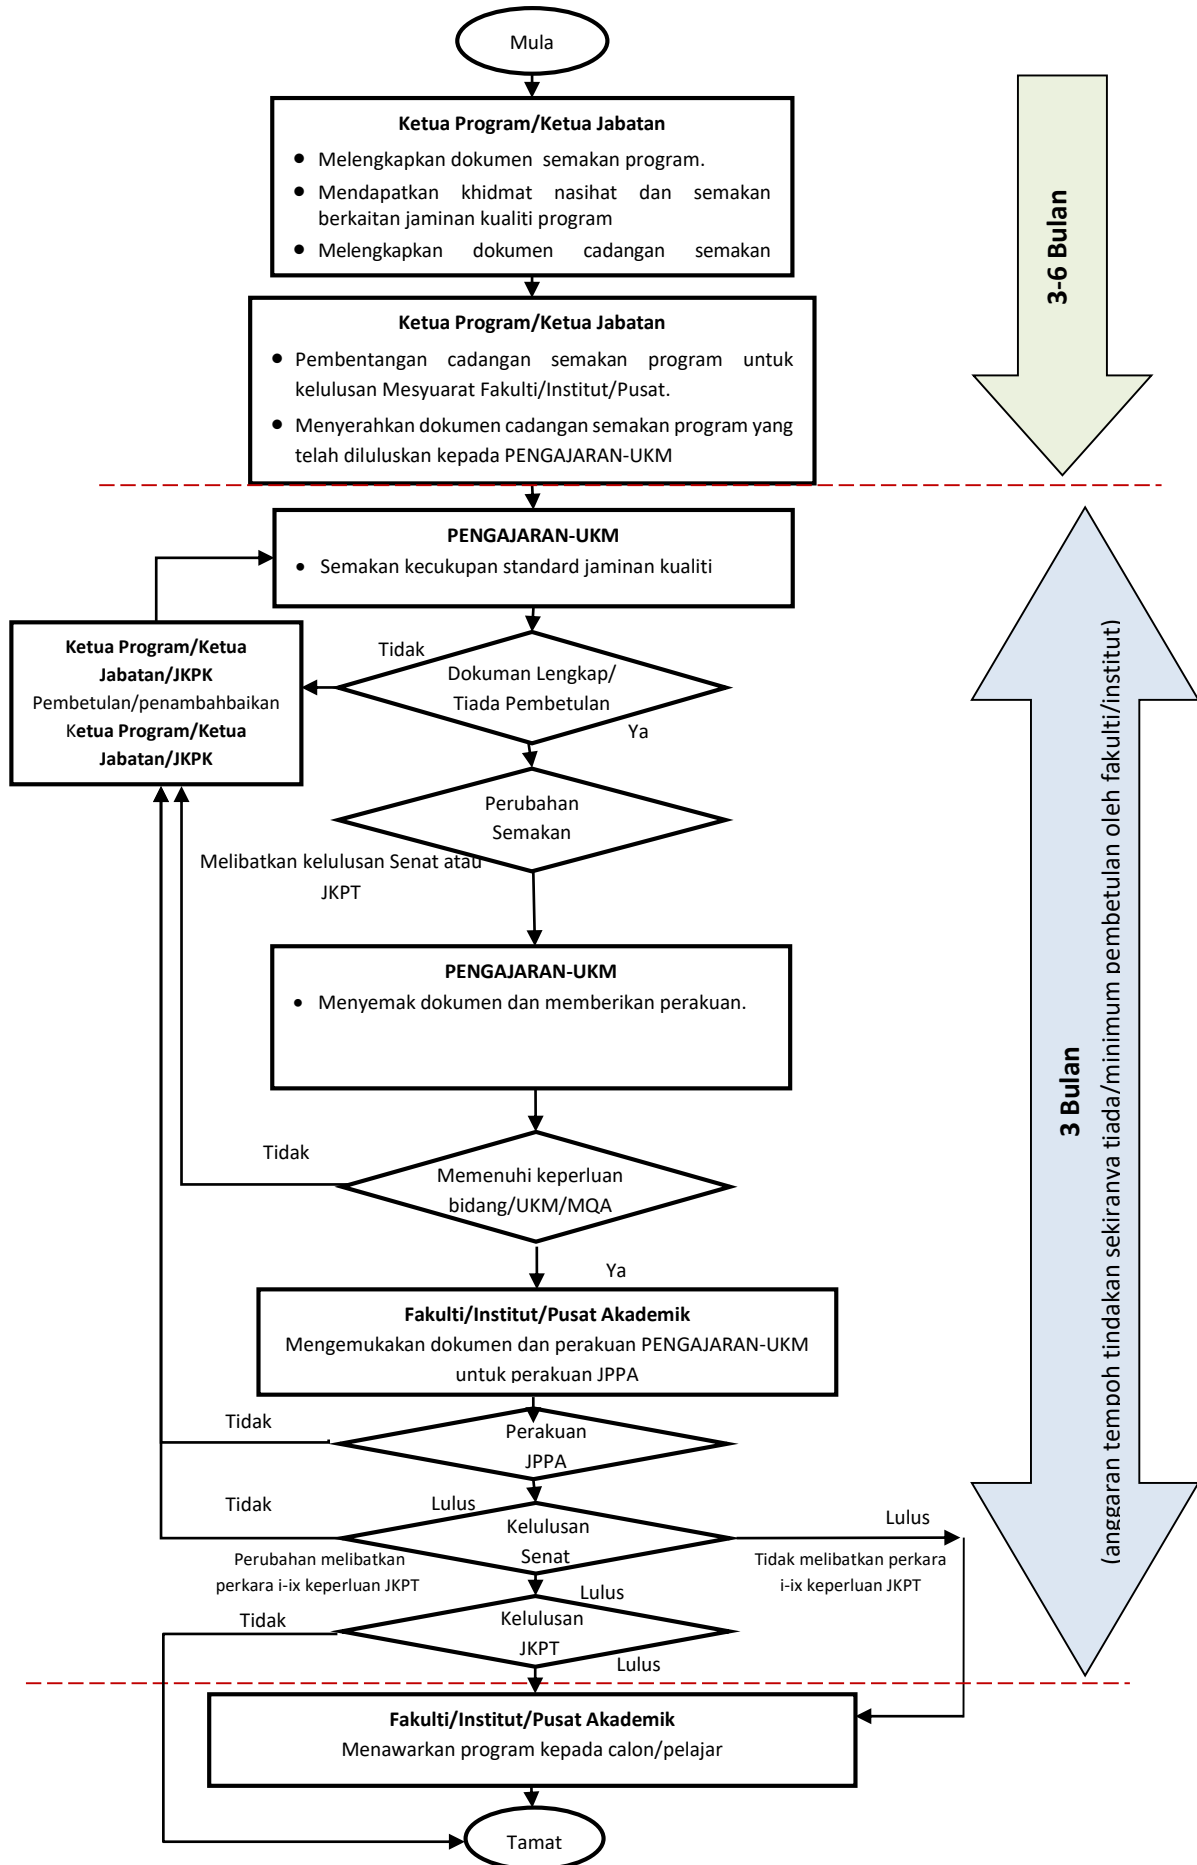 Mula
Ketua Program/Ketua Jabatan
• Melengkapkan dokumen semakan program.
• Mendapatkan khidmat nasihat dan semakan
berkaitan jaminan kualiti program
• Melengkapkan dokumen cadangan semakan
3-6 Bulan
Ketua Program/Ketua Jabatan
• Pembentangan cadangan semakan program untuk
kelulusan Mesyuarat Fakulti/Institut/Pusat.
• Menyerahkan dokumen cadangan semakan program yang
telah diluluskan kepada PENGAJARAN-UKM
PENGAJARAN-UKM
• Semakan kecukupan standard jaminan kualiti
Ketua Program/Ketua
Jabatan/JKPK
Pembetulan/penambahbaikan
Ketua Program/Ketua
Jabatan/JKPK
Tidak
Dokuman Lengkap/
Tiada Pembetulan
Ya
Perubahan
Semakan
Melibatkan kelulusan Senat atau
JKPT
PENGAJARAN-UKM
• Menyemak dokumen dan memberikan perakuan.
3 Bulan
(anggaran tempoh tindakan sekiranya tiada/minimum pembetulan oleh fakulti/institut)
Tidak
Memenuhi keperluan
bidang/UKM/MQA
Ya
Fakulti/Institut/Pusat Akademik
Mengemukakan dokumen dan perakuan PENGAJARAN-UKM
untuk perakuan JPPA
Tidak
Perakuan
JPPA
Tidak
Lulus
Kelulusan
Senat
Lulus
Perubahan melibatkan
perkara i-ix keperluan JKPT
Tidak melibatkan perkara
i-ix keperluan JKPT
Lulus
Tidak
Kelulusan
JKPT
Lulus
Fakulti/Institut/Pusat Akademik
Menawarkan program kepada calon/pelajar
Tamat